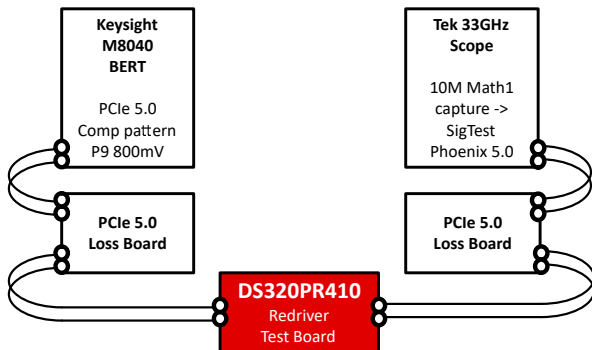 Keysight
M8040
BERT
PCIe 5.0
Comp pattern
P9 800mV
Tek 33GHz
Scope
10M Math1
capture ->
SigTest
Phoenix 5.0
PCIe 5.0
Loss Board
PCIe 5.0
Loss Board
DS320PR410
Redriver
Test Board